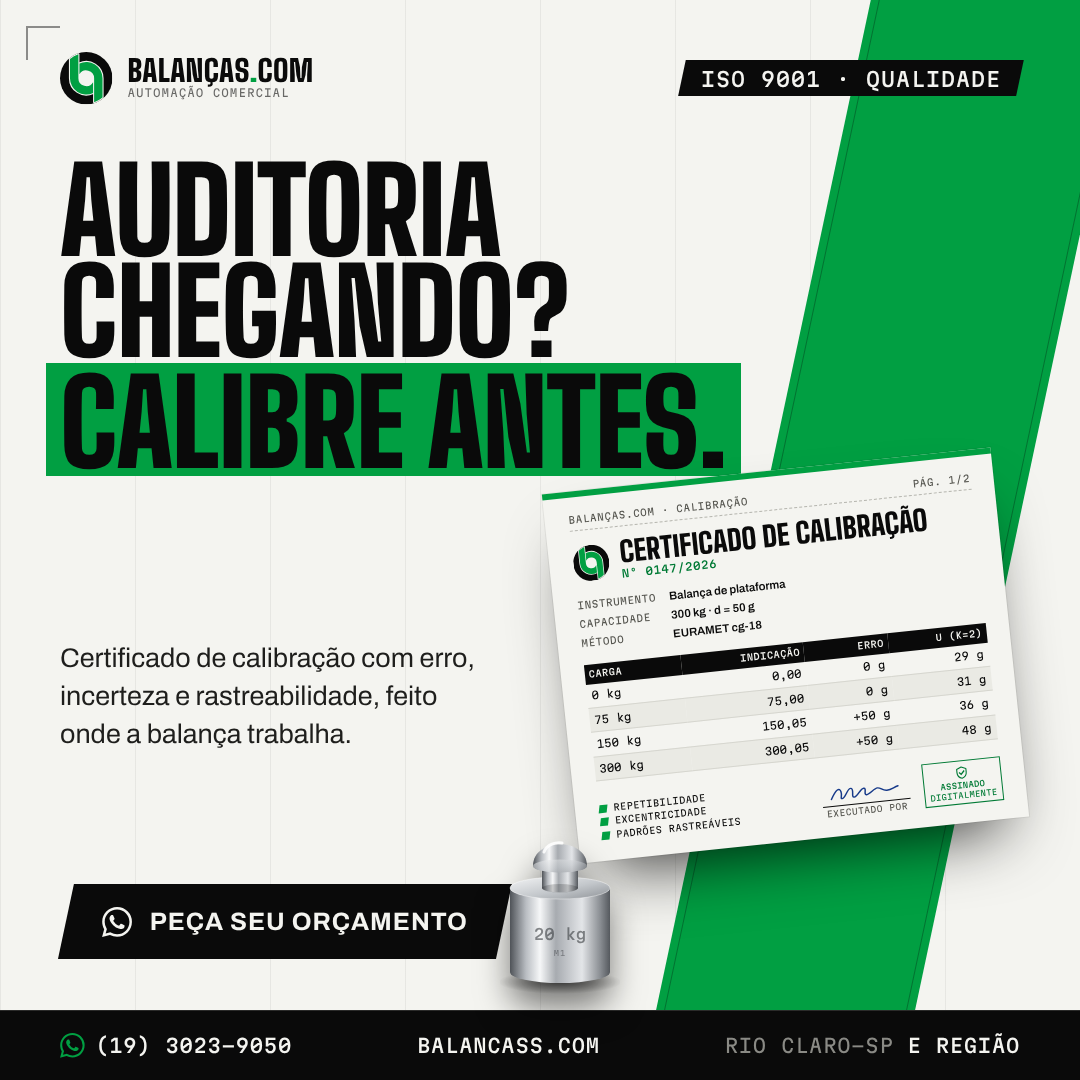 BALANÇAS.COM
AUTOMAÇÃO COMERCIAL
ISO 9001 · QUALIDADE
AUDITORIA
CHEGANDO?
CALIBRE ANTES.
BALANÇAS.COM · CALIBRAÇÃO
PÁG. 1/2
CERTIFICADO DE CALIBRAÇÃO
N° 0147/2026
INSTRUMENTO Balança de plataforma
CAPACIDADE 300 kg · d = 50 g
MÉTODO EURAMET cg-18
CARGA INDICAÇÃO ERRO U (K=2)
0 kg 0,00 0 g 29 g
75 kg 75,00 0 g 31 g
150 kg 150,05 +50 g 36 g
300 kg 300,05 +50 g 48 g
REPETIBILIDADE
EXCENTRICIDADE
PADRÕES RASTREÁVEIS
EXECUTADO POR
ASSINADO
DIGITALMENTE
Certificado de calibração com erro,
incerteza e rastreabilidade, feito
onde a balança trabalha.
PEÇA SEU ORÇAMENTO
20 kg
M1
(19) 3023-9050
BALANCASS.COM
RIO CLARO-SP E REGIÃO